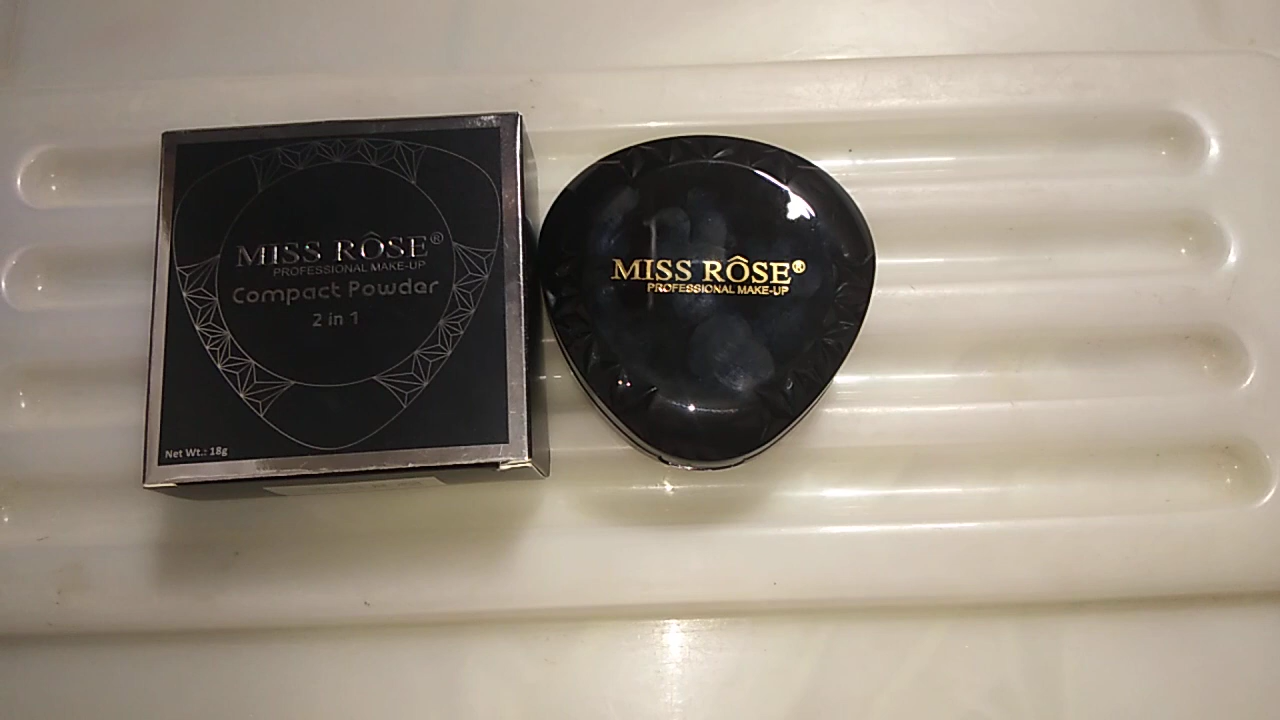 MISS RÔSE®
PROFESSIONAL MAKE-UP
Compact Powder
2 in 1
Net Wt.: 18g
MISS RÔSE®
PROFESSIONAL MAKE-UP